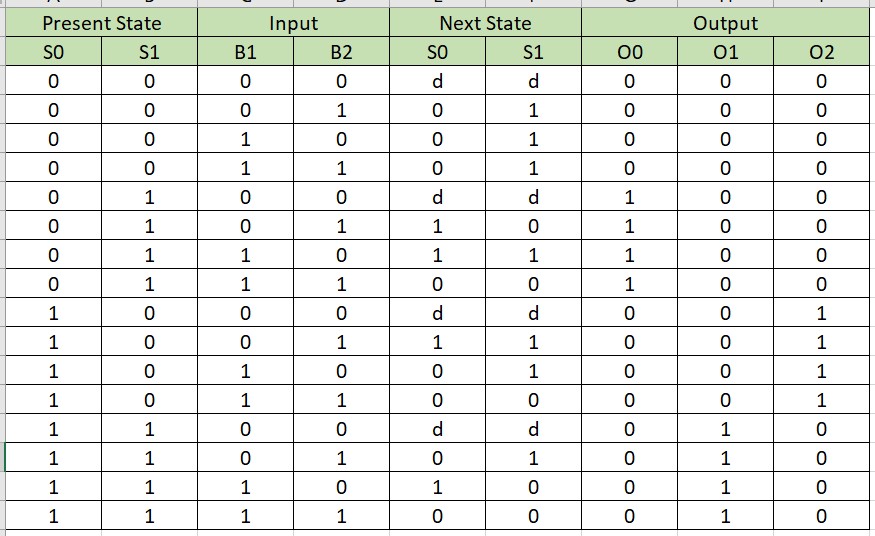 Present State Input Next State Output
S0 S1 B1 B2 S0 S1 O0 O1 O2
0 0 0 0 d d 0 0 0
0 0 0 1 0 1 0 0 0
0 0 1 0 0 1 0 0 0
0 0 1 1 0 1 0 0 0
0 1 0 0 d d 1 0 0
0 1 0 1 1 0 1 0 0
0 1 1 0 1 1 1 0 0
0 1 1 1 0 0 1 0 0
1 0 0 0 d d 0 0 1
1 0 0 1 1 1 0 0 1
1 0 1 0 0 1 0 0 1
1 0 1 1 0 0 0 0 1
1 1 0 0 d d 0 1 0
1 1 0 1 0 1 0 1 0
1 1 1 0 1 0 0 1 0
1 1 1 1 0 0 0 1 0